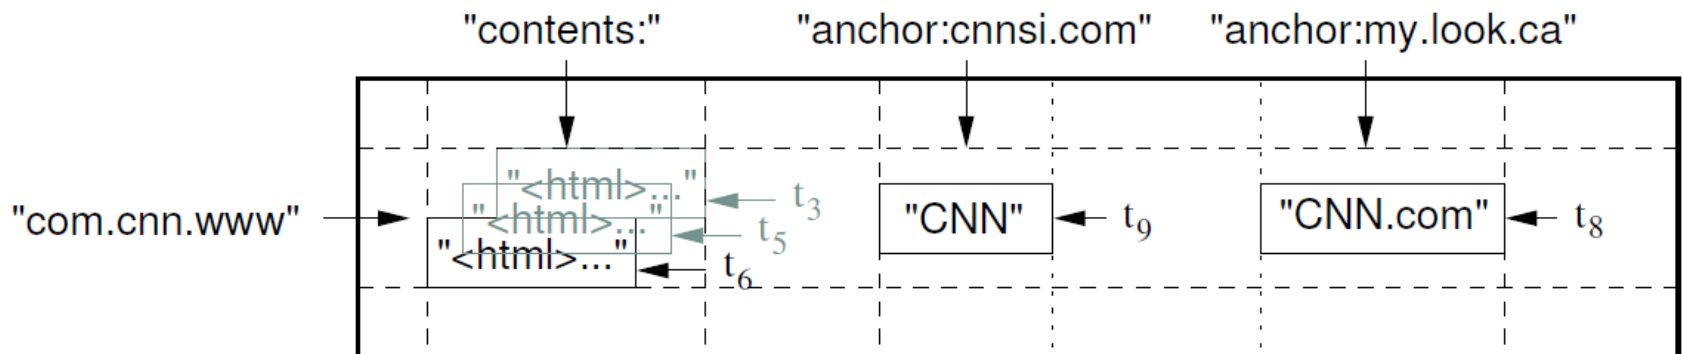 "contents:" "anchor:cnnsi.com" "anchor:my.look.ca"
"<html>..." t3
"com.cnn.www" "<html>..." t5 "CNN" t9 "CNN.com" t8
"<html>..." t6